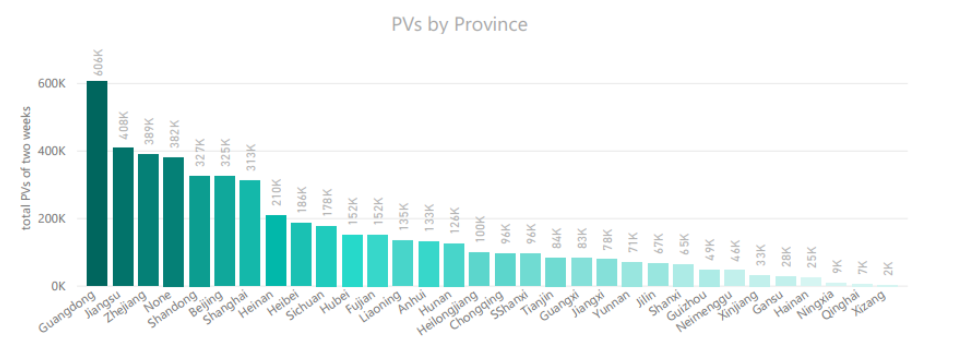 PVs by Province
total PVs of two weeks
600K
400K
200K
0K
606K
408K
389K
382K
327K
325K
313K
210K
186K
178K
152K
152K
135K
133K
126K
100K
96K
96K
84K
83K
78K
71K
67K
65K
49K
46K
33K
28K
25K
9K
7K
2K
Guangdong
Jiangsu
Zhejiang
None
Shandong
Beijing
Shanghai
Heinan
Heibei
Sichuan
Hubei
Fujian
Liaoning
Anhui
Hunan
Heilongjiang
Chongqing
SShanxi
Tianjin
Guangxi
Jiangxi
Yunnan
Jilin
Shanxi
Guizhou
Neimenggu
Xinjiang
Gansu
Hainan
Ningxia
Qinghai
Xizang